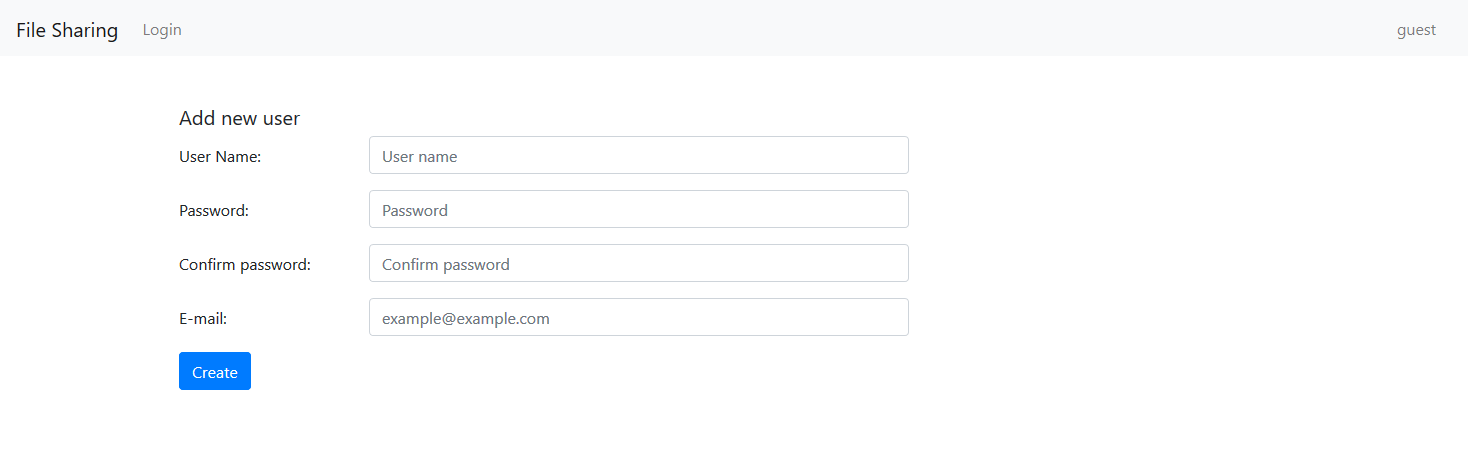 File Sharing Login guest
Add new user
User Name: User name
Password: Password
Confirm password: Confirm password
E-mail: example@example.com
Create